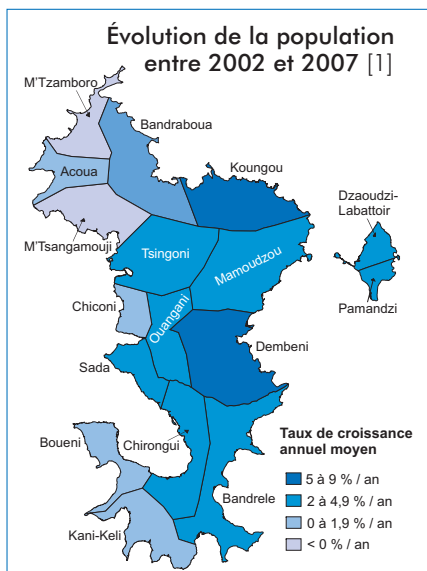 Évolution de la population
entre 2002 et 2007 [1]
M'Tzamboro
Bandraboua
Koungou
Acoua
Dzaoudzi-
Labattoir
M'Tsangamouji
Tsingoni
Mamoudzou
Pamandzi
Chiconi
Ouangani
Dembeni
Sada
Chirongui
Boueni
Bandrele
Kani-Keli
Taux de croissance
annuel moyen
5 à 9 % / an
2 à 4,9 % / an
0 à 1,9 % / an
< 0 % / an